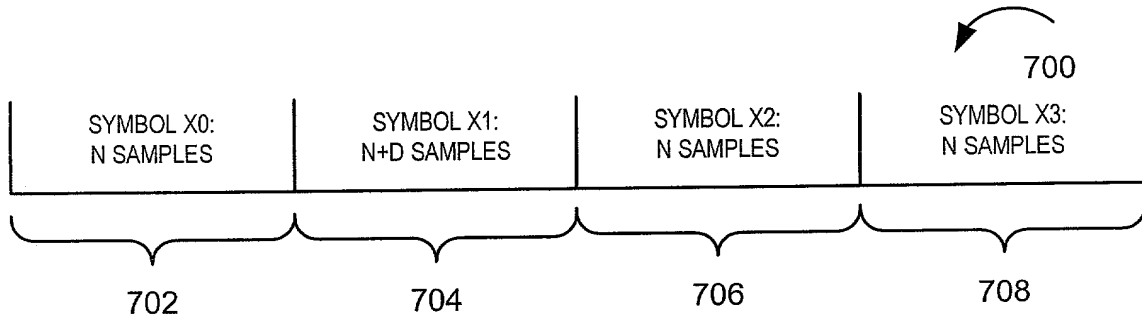 700
SYMBOL X0:
N SAMPLES
SYMBOL X1:
N+D SAMPLES
SYMBOL X2:
N SAMPLES
SYMBOL X3:
N SAMPLES
702
704
706
708